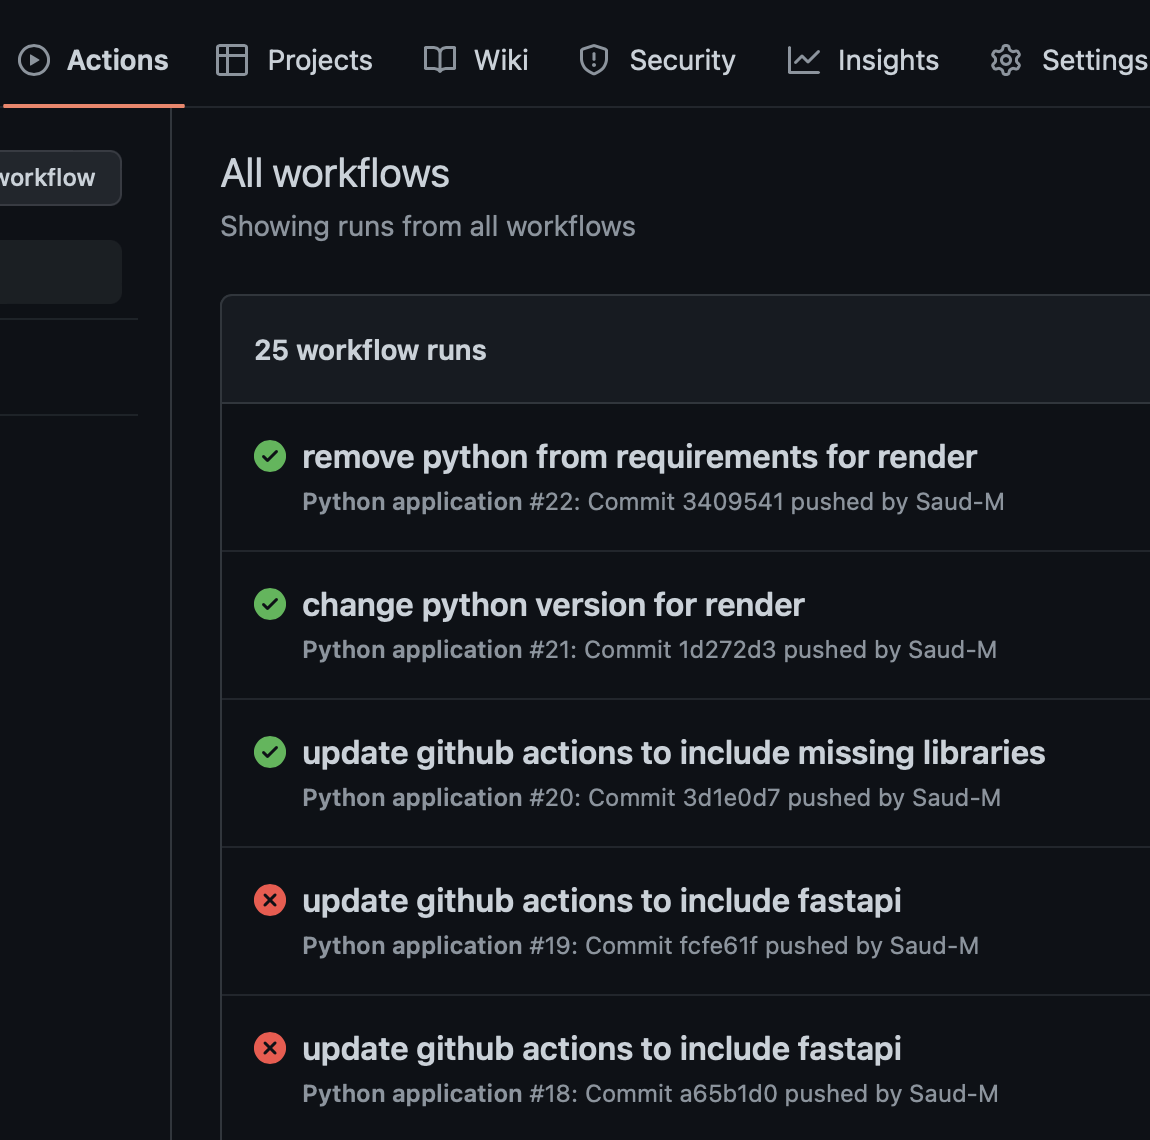 Actions Projects Wiki Security Insights Settings
workflow
All workflows
Showing runs from all workflows
25 workflow runs
remove python from requirements for render
Python application #22: Commit 3409541 pushed by Saud-M
change python version for render
Python application #21: Commit 1d272d3 pushed by Saud-M
update github actions to include missing libraries
Python application #20: Commit 3d1e0d7 pushed by Saud-M
update github actions to include fastapi
Python application #19: Commit fcfe61f pushed by Saud-M
update github actions to include fastapi
Python application #18: Commit a65b1d0 pushed by Saud-M